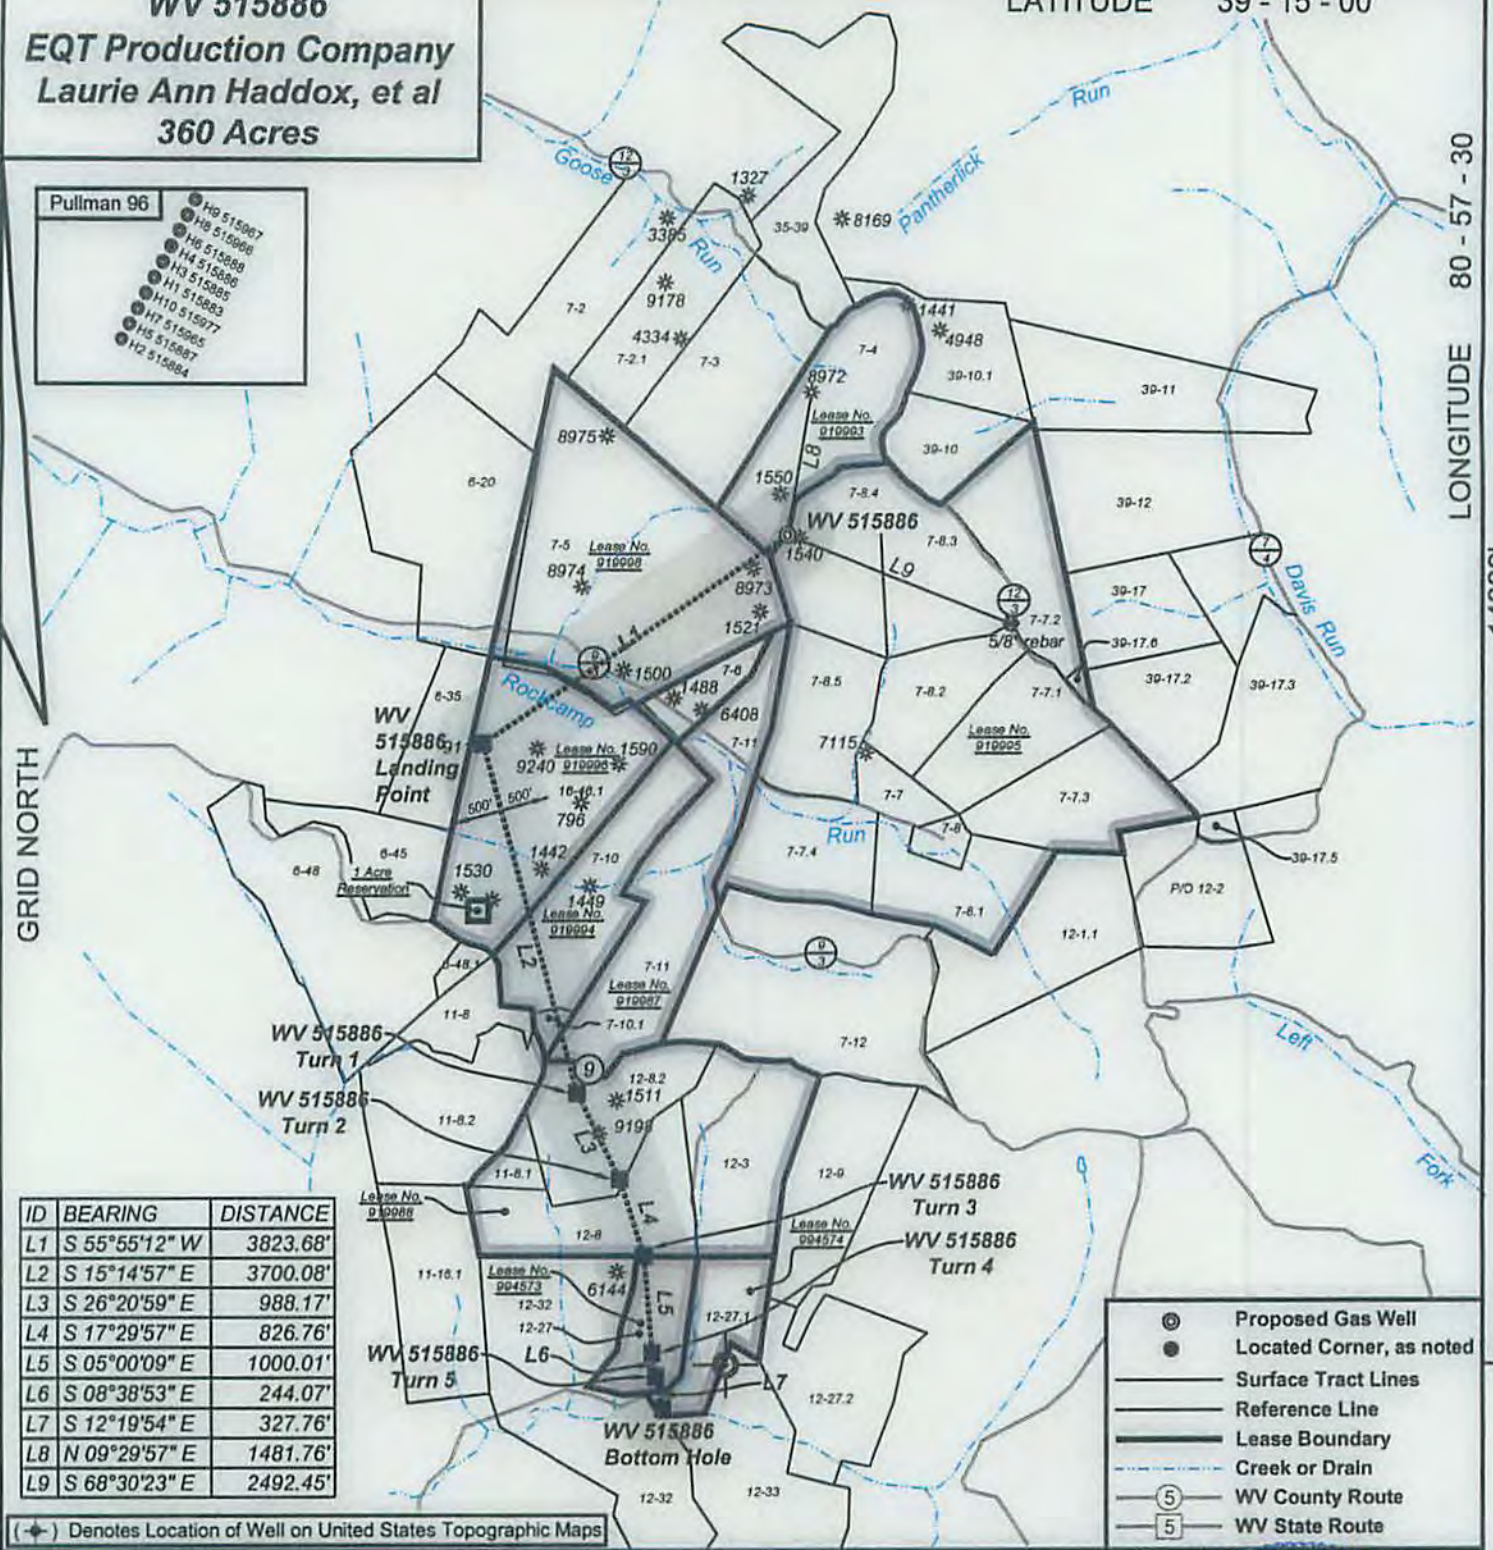 WV 515886
EQT Production Company
Laurie Ann Haddox, et al
360 Acres
LATITUDE 39 - 15 - 00
LONGITUDE 80 - 57 - 30
GRID NORTH
Pullman 96
H9 515967
H8 515966
H6 515888
H4 515886
H3 515885
H1 515883
H10 515977
H7 515965
H5 515887
H2 515884
Goose
Run
12
3
1327
3385
9178
4334
35-39
8169
Pantherlick
Run
7-2
7-2.1
7-3
7-4
1441
4948
39-10.1
39-11
8972
Lease No.
919993
39-10
8975
6-20
L8
1550
7-8.4
39-12
WV 515886
1540
7-8.3
7-5
Lease No.
919998
8974
L9
7
4
Davis Run
8973
1521
12
3
7-7.2
39-17
5/8" rebar
39-17.6
L1
9
1500
7-6
1488
6408
7-8.5
7-8.2
7-7.1
39-17.2
39-17.3
6-35
Rockcamp
WV
515886
Landing
Point
9240
Lease No.
919996
1590
7-11
7115
Lease No.
919995
500'
500'
16-46.1
796
7-7
7-7.3
Run
7-8
7-7.4
39-17.5
6-48
6-45
1 Acre
Reservation
1530
1442
7-10
1449
Lease No.
919994
P/O 12-2
7-6.1
12-1.1
9
3
L2
7-11
Lease No.
919987
11-8
7-10.1
7-12
Left
Fork
WV 515886
Turn 1
9
12-8.2
1511
WV 515886
Turn 2
11-8.2
9198
L3
11-8.1
12-3
12-9
WV 515886
Turn 3
Lease No.
919988
L4
12-8
Lease No.
994574
WV 515886
Turn 4
11-16.1
Lease No.
994573
6144
12-32
L5
12-27
12-27.1
WV 515886
Turn 5
L6
L7
12-27.2
WV 515886
Bottom Hole
12-32
12-33
ID BEARING DISTANCE
L1 S 55°55'12" W 3823.68'
L2 S 15°14'57" E 3700.08'
L3 S 26°20'59" E 988.17'
L4 S 17°29'57" E 826.76'
L5 S 05°00'09" E 1000.01'
L6 S 08°38'53" E 244.07'
L7 S 12°19'54" E 327.76'
L8 N 09°29'57" E 1481.76'
L9 S 68°30'23" E 2492.45'
Proposed Gas Well
Located Corner, as noted
Surface Tract Lines
Reference Line
Lease Boundary
Creek or Drain
5 WV County Route
5 WV State Route
( ) Denotes Location of Well on United States Topographic Maps